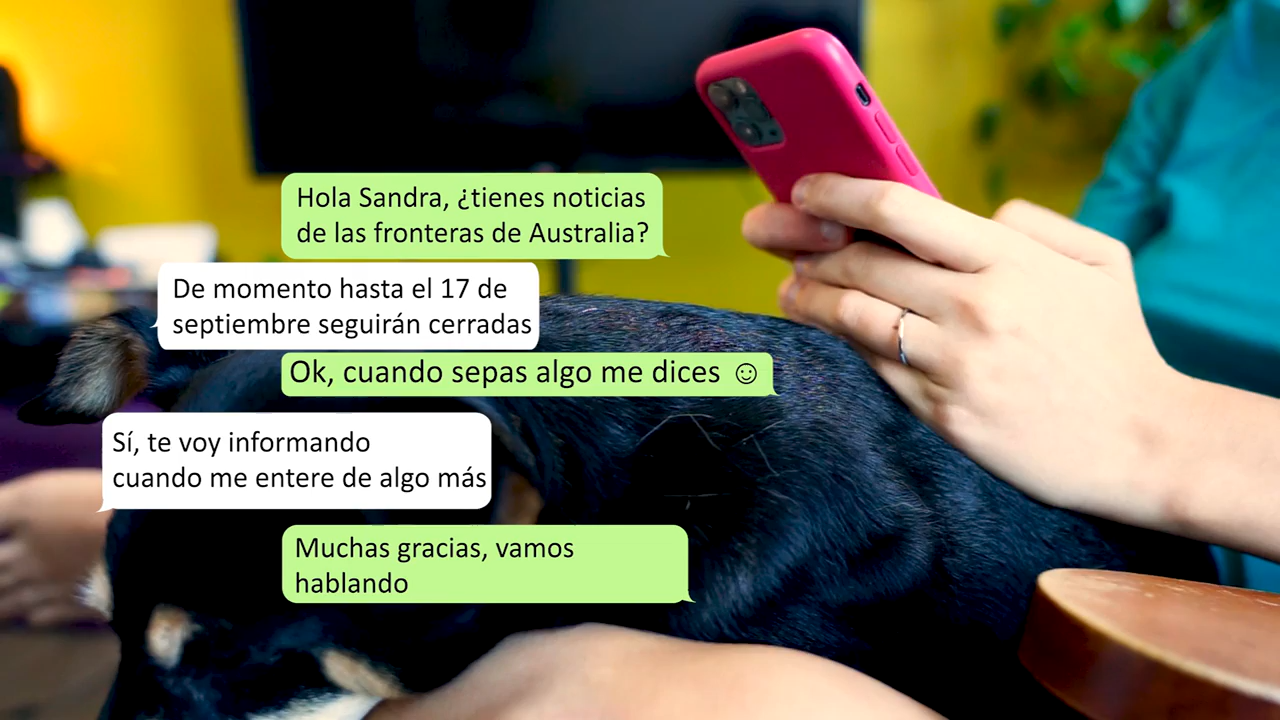 Hola Sandra, ¿tienes noticias
de las fronteras de Australia?
De momento hasta el 17 de
septiembre seguirán cerradas
Ok, cuando sepas algo me dices ☺
Sí, te voy informando
cuando me entere de algo más
Muchas gracias, vamos
hablando